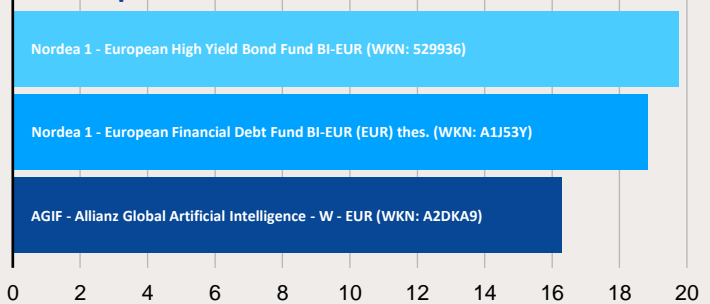 Nordea 1 - European High Yield Bond Fund BI-EUR (WKN: 529936)
Nordea 1 - European Financial Debt Fund BI-EUR (EUR) thes. (WKN: A1J53Y)
AGIF - Allianz Global Artificial Intelligence - W - EUR (WKN: A2DKA9)
0 2 4 6 8 10 12 14 16 18 20